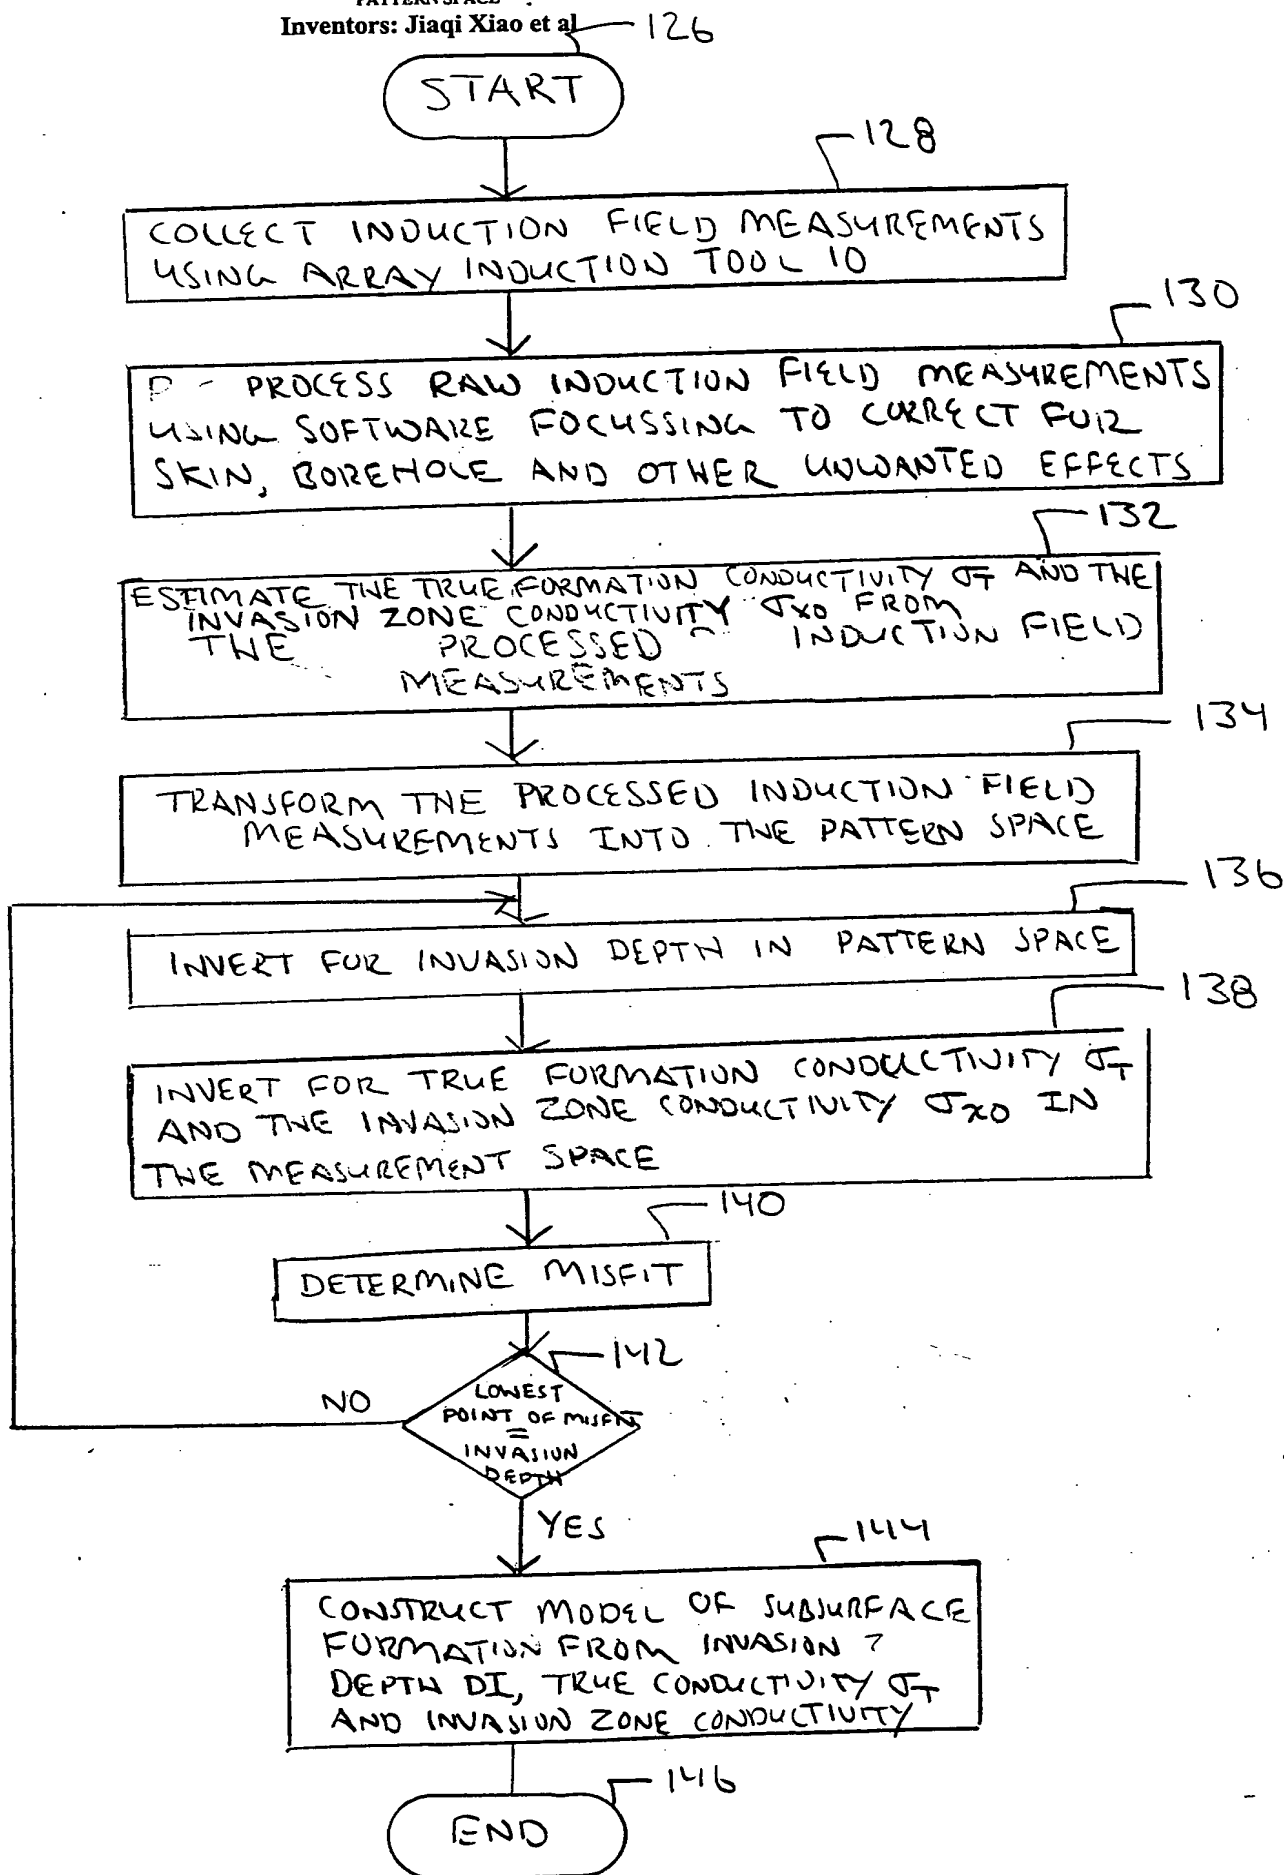 PATTERN SPACE
Inventors: Jiaqi Xiao et al
126
START
128
COLLECT INDUCTION FIELD MEASUREMENTS
USING ARRAY INDUCTION TOOL 10
130
PROCESS RAW INDUCTION FIELD MEASUREMENTS
USING SOFTWARE FOCUSSING TO CORRECT FOR
SKIN, BOREHOLE AND OTHER UNWANTED EFFECTS
132
ESTIMATE THE TRUE FORMATION CONDUCTIVITY σT AND THE
INVASION ZONE CONDUCTIVITY σXO FROM
THE PROCESSED INDUCTION FIELD
MEASUREMENTS
134
TRANSFORM THE PROCESSED INDUCTION FIELD
MEASUREMENTS INTO THE PATTERN SPACE
136
INVERT FOR INVASION DEPTH IN PATTERN SPACE
138
INVERT FOR TRUE FORMATION CONDUCTIVITY σT
AND THE INVASION ZONE CONDUCTIVITY σXO IN
THE MEASUREMENT SPACE
140
DETERMINE MISFIT
142
LOWEST
POINT OF MISFIT
=
INVASION
DEPTH
NO
YES
144
CONSTRUCT MODEL OF SUBSURFACE
FORMATION FROM INVASION
DEPTH DI, TRUE CONDUCTIVITY σT
AND INVASION ZONE CONDUCTIVITY
146
END